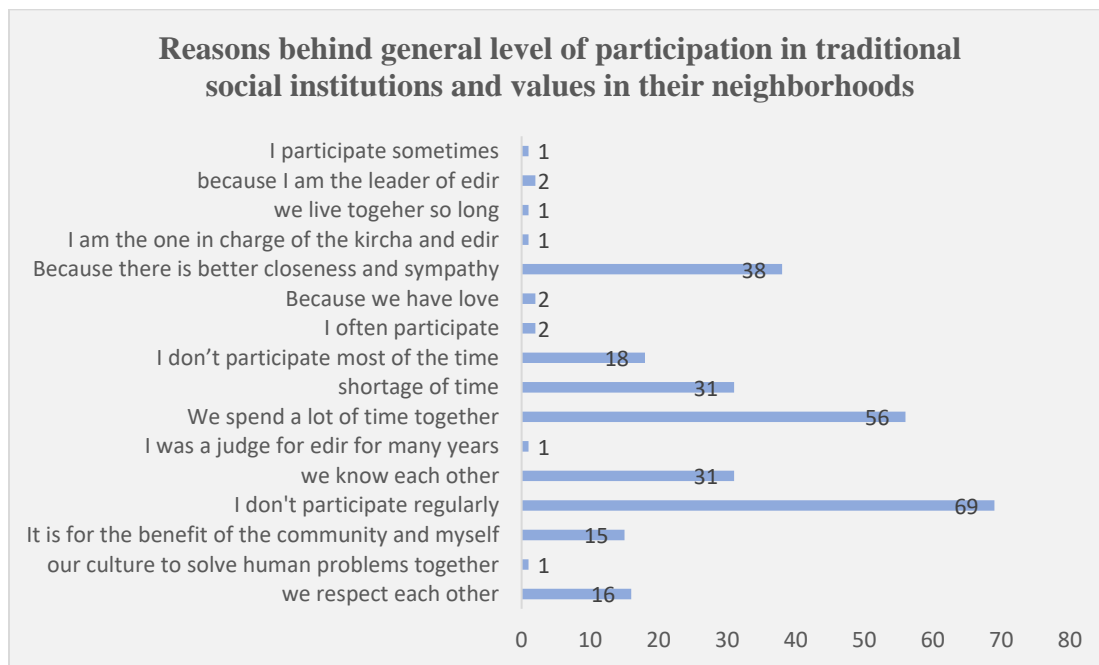 Reasons behind general level of participation in traditional
social institutions and values in their neighborhoods
I participate sometimes 1
because I am the leader of edir 2
we live togeher so long 1
I am the one in charge of the kircha and edir 1
Because there is better closeness and sympathy 38
Because we have love 2
I often participate 2
I don’t participate most of the time 18
shortage of time 31
We spend a lot of time together 56
I was a judge for edir for many years 1
we know each other 31
I don't participate regularly 69
It is for the benefit of the community and myself 15
our culture to solve human problems together 1
we respect each other 16
0 10 20 30 40 50 60 70 80